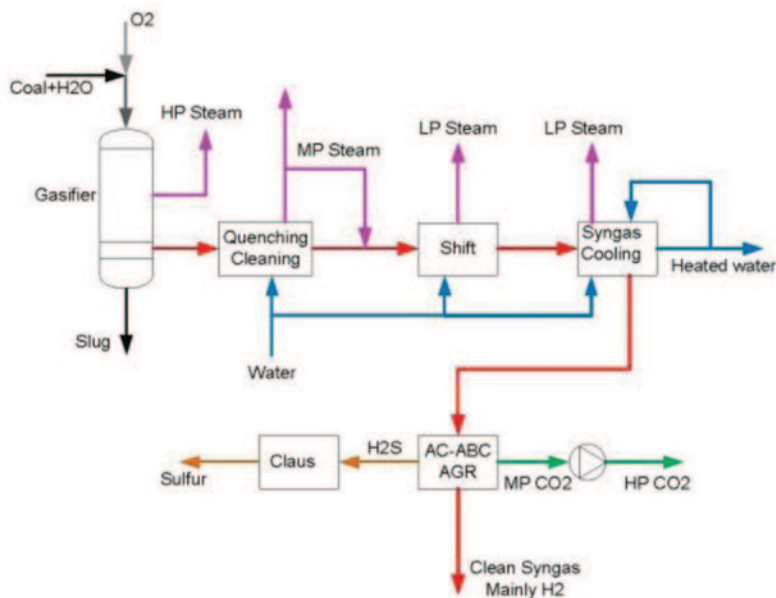 O2
Coal+H2O
HP Steam
MP Steam
LP Steam
LP Steam
Gasifier
Quenching
Cleaning
Shift
Syngas
Cooling
Heated water
Slug
Water
Claus
H2S
AC-ABC
AGR
Sulfur
MP CO2
HP CO2
Clean Syngas
Mainly H2